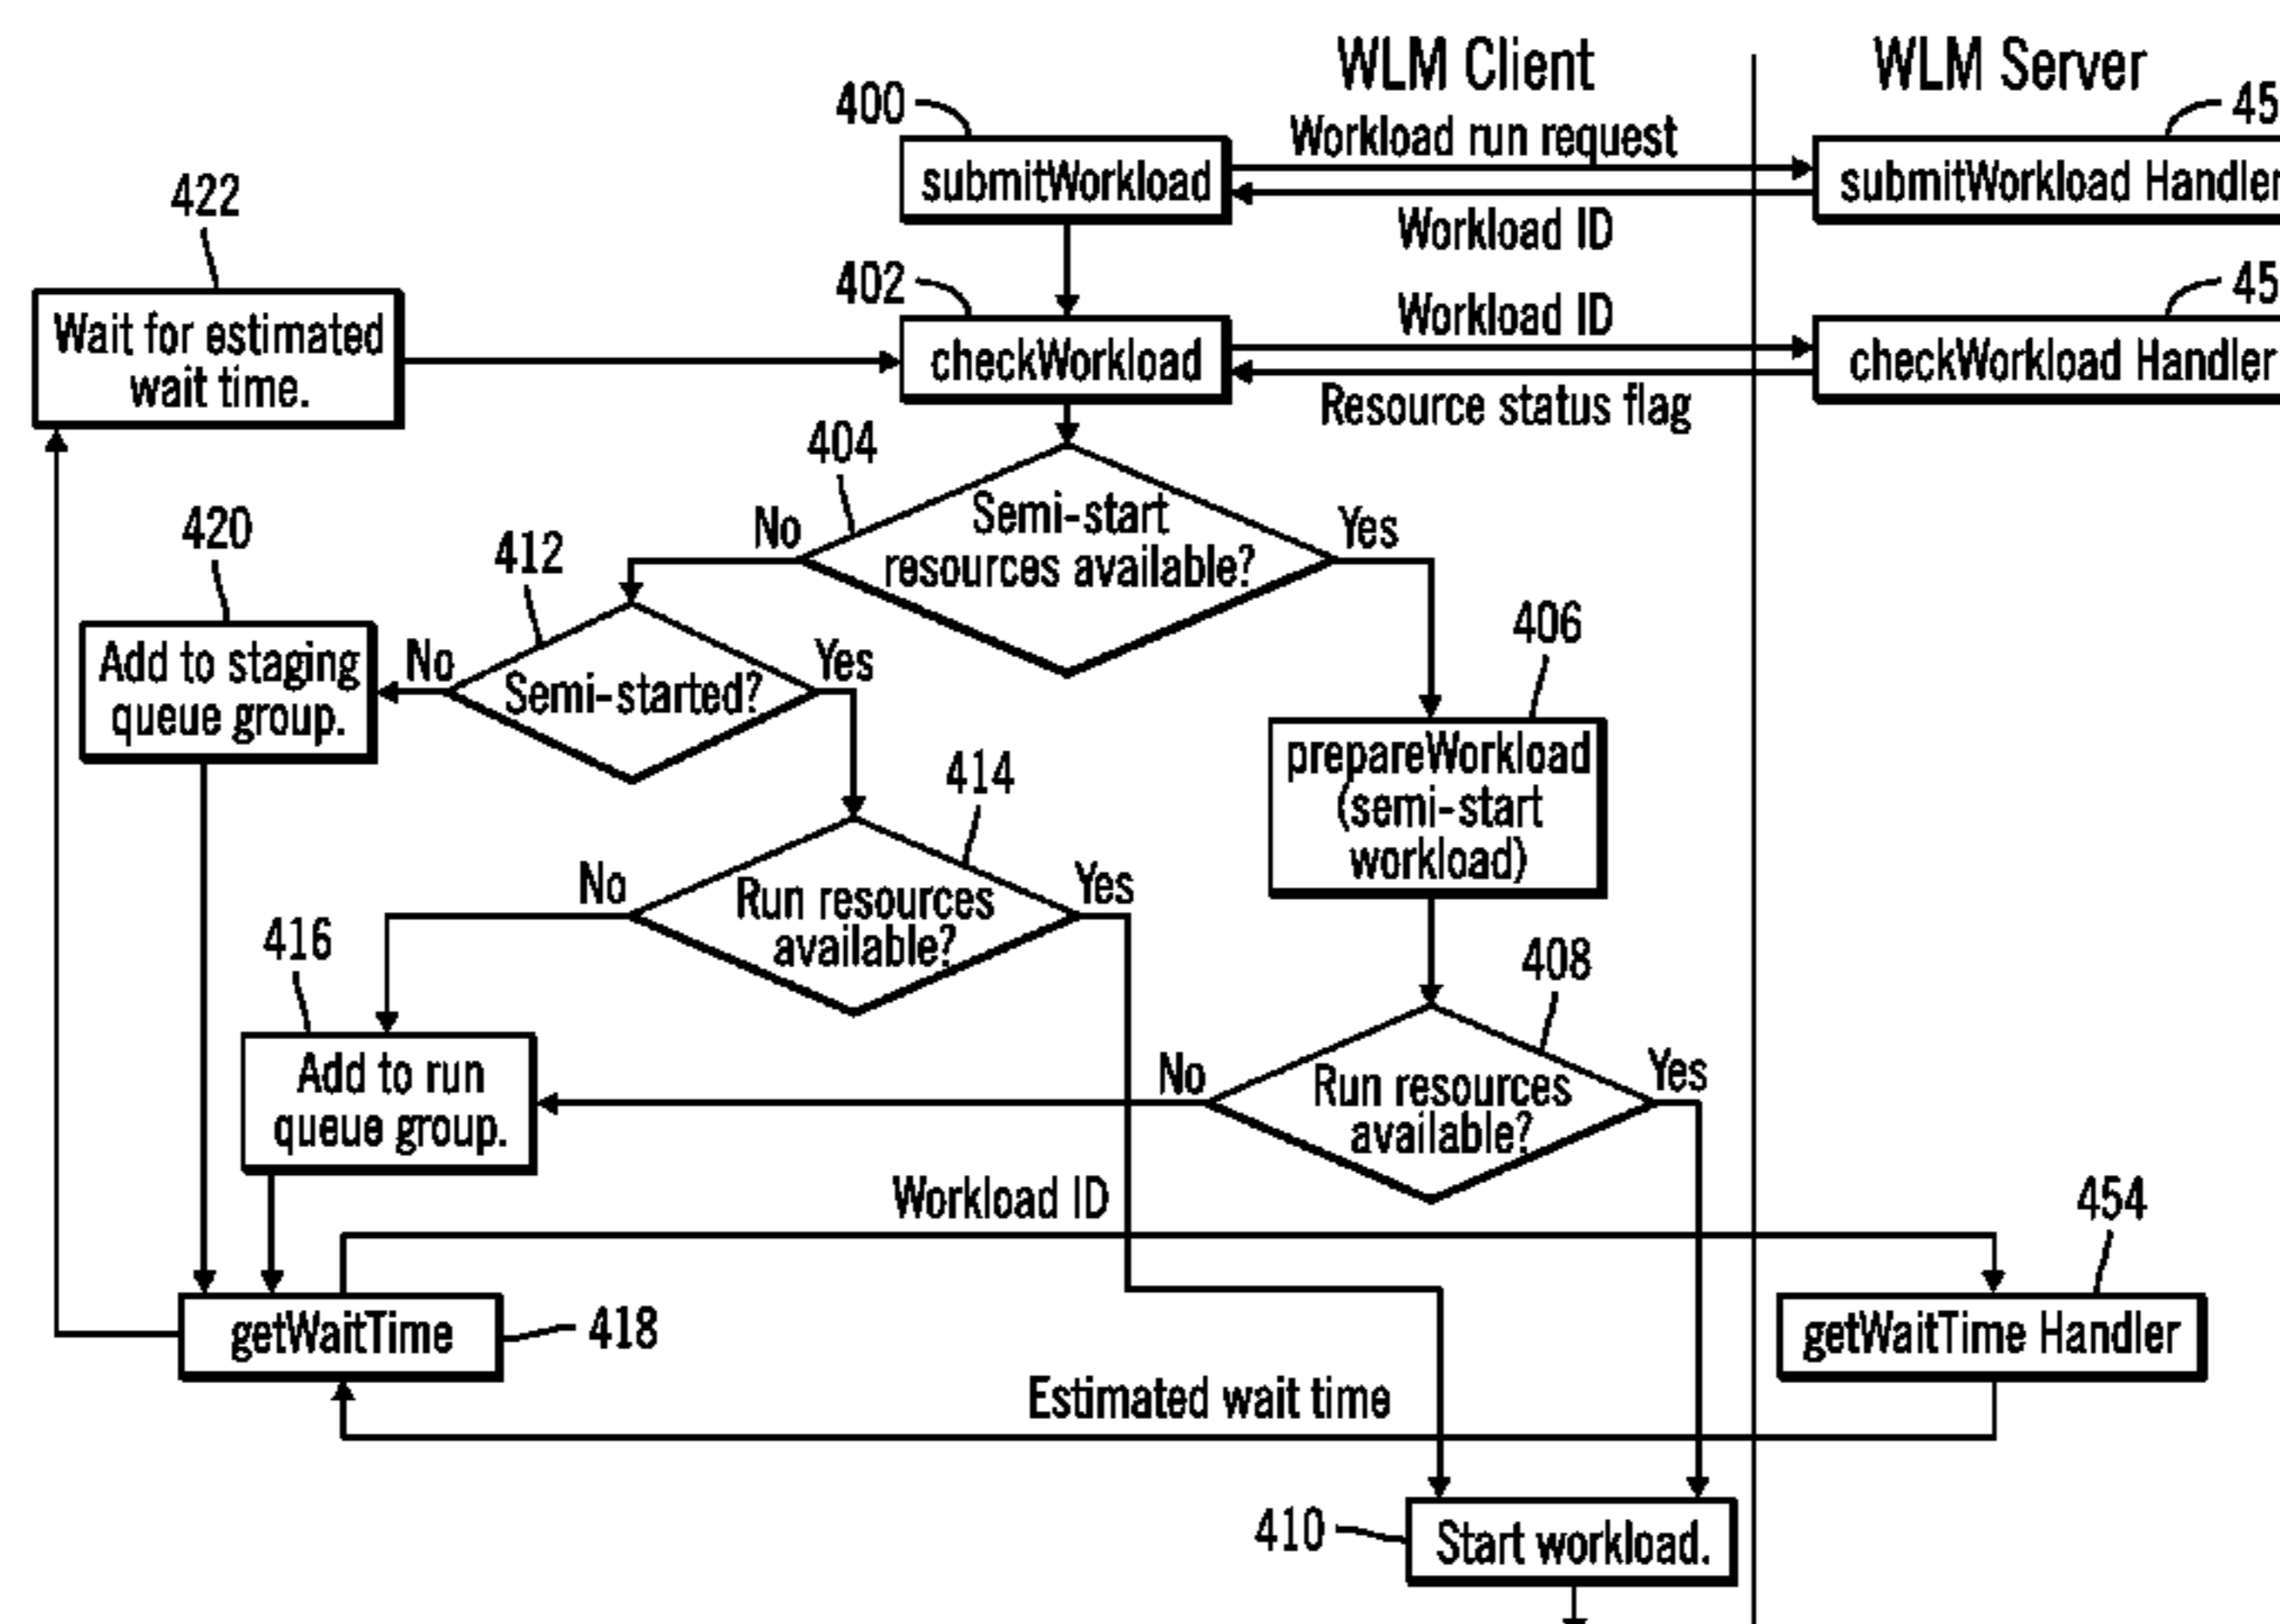 WLM Client
WLM Server
400
45
Workload run request
submitWorkload
submitWorkload Handler
Workload ID
422
402
45
Workload ID
Wait for estimated
wait time.
checkWorkload
checkWorkload Handler
Resource status flag
404
Semi-start
resources available?
No
Yes
420
412
406
Add to staging
queue group.
No
Semi-started?
Yes
prepareWorkload
(semi-start
workload)
414
No
Run resources
available?
Yes
416
408
Add to run
queue group.
No
Run resources
available?
Yes
Workload ID
454
getWaitTime
418
getWaitTime Handler
Estimated wait time
410
Start workload.